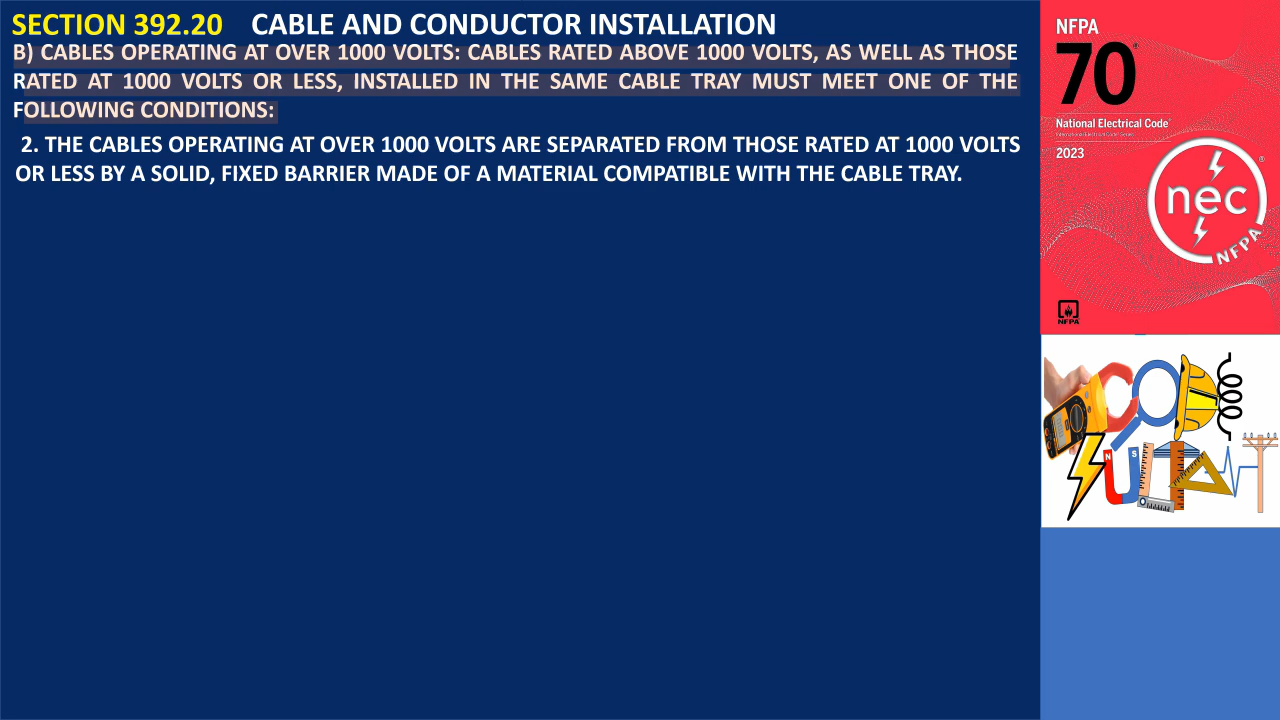 SECTION 392.20 CABLE AND CONDUCTOR INSTALLATION
B) CABLES OPERATING AT OVER 1000 VOLTS: CABLES RATED ABOVE 1000 VOLTS, AS WELL AS THOSE
RATED AT 1000 VOLTS OR LESS, INSTALLED IN THE SAME CABLE TRAY MUST MEET ONE OF THE
FOLLOWING CONDITIONS:
2. THE CABLES OPERATING AT OVER 1000 VOLTS ARE SEPARATED FROM THOSE RATED AT 1000 VOLTS
OR LESS BY A SOLID, FIXED BARRIER MADE OF A MATERIAL COMPATIBLE WITH THE CABLE TRAY.
NFPA
70®
National Electrical Code®
International Electrical Code® Series
2023
nec®
NFPA
NFPA
N S